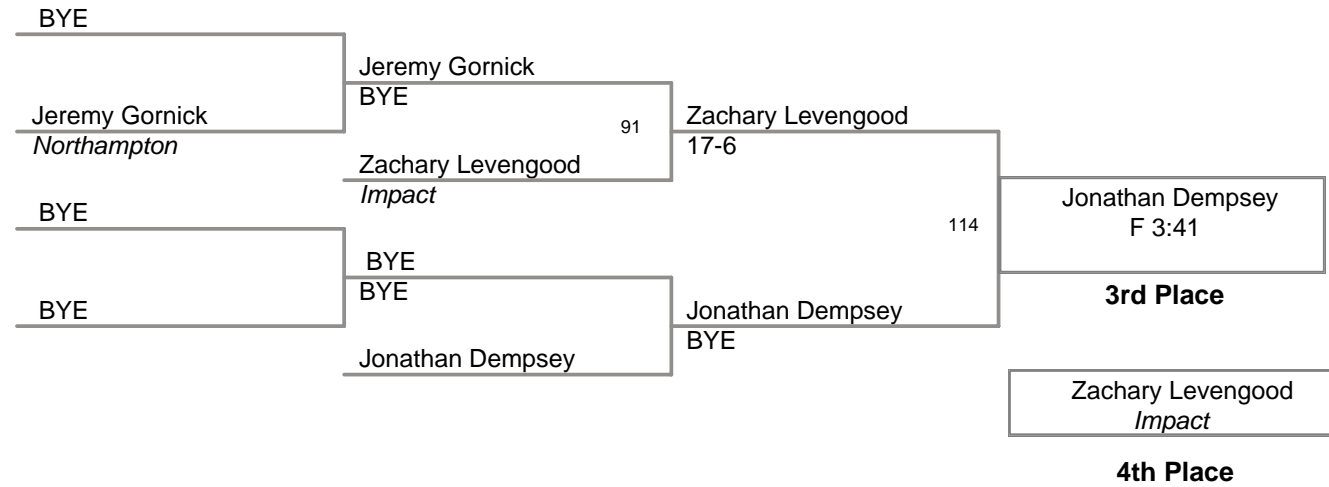 BYE
Jeremy Gornick
BYE
Jeremy Gornick
Northampton
91
Zachary Levengood
17-6
Zachary Levengood
Impact
BYE
Jonathan Dempsey
F 3:41
114
BYE
BYE
3rd Place
BYE
Jonathan Dempsey
BYE
Jonathan Dempsey
Zachary Levengood
Impact
4th Place